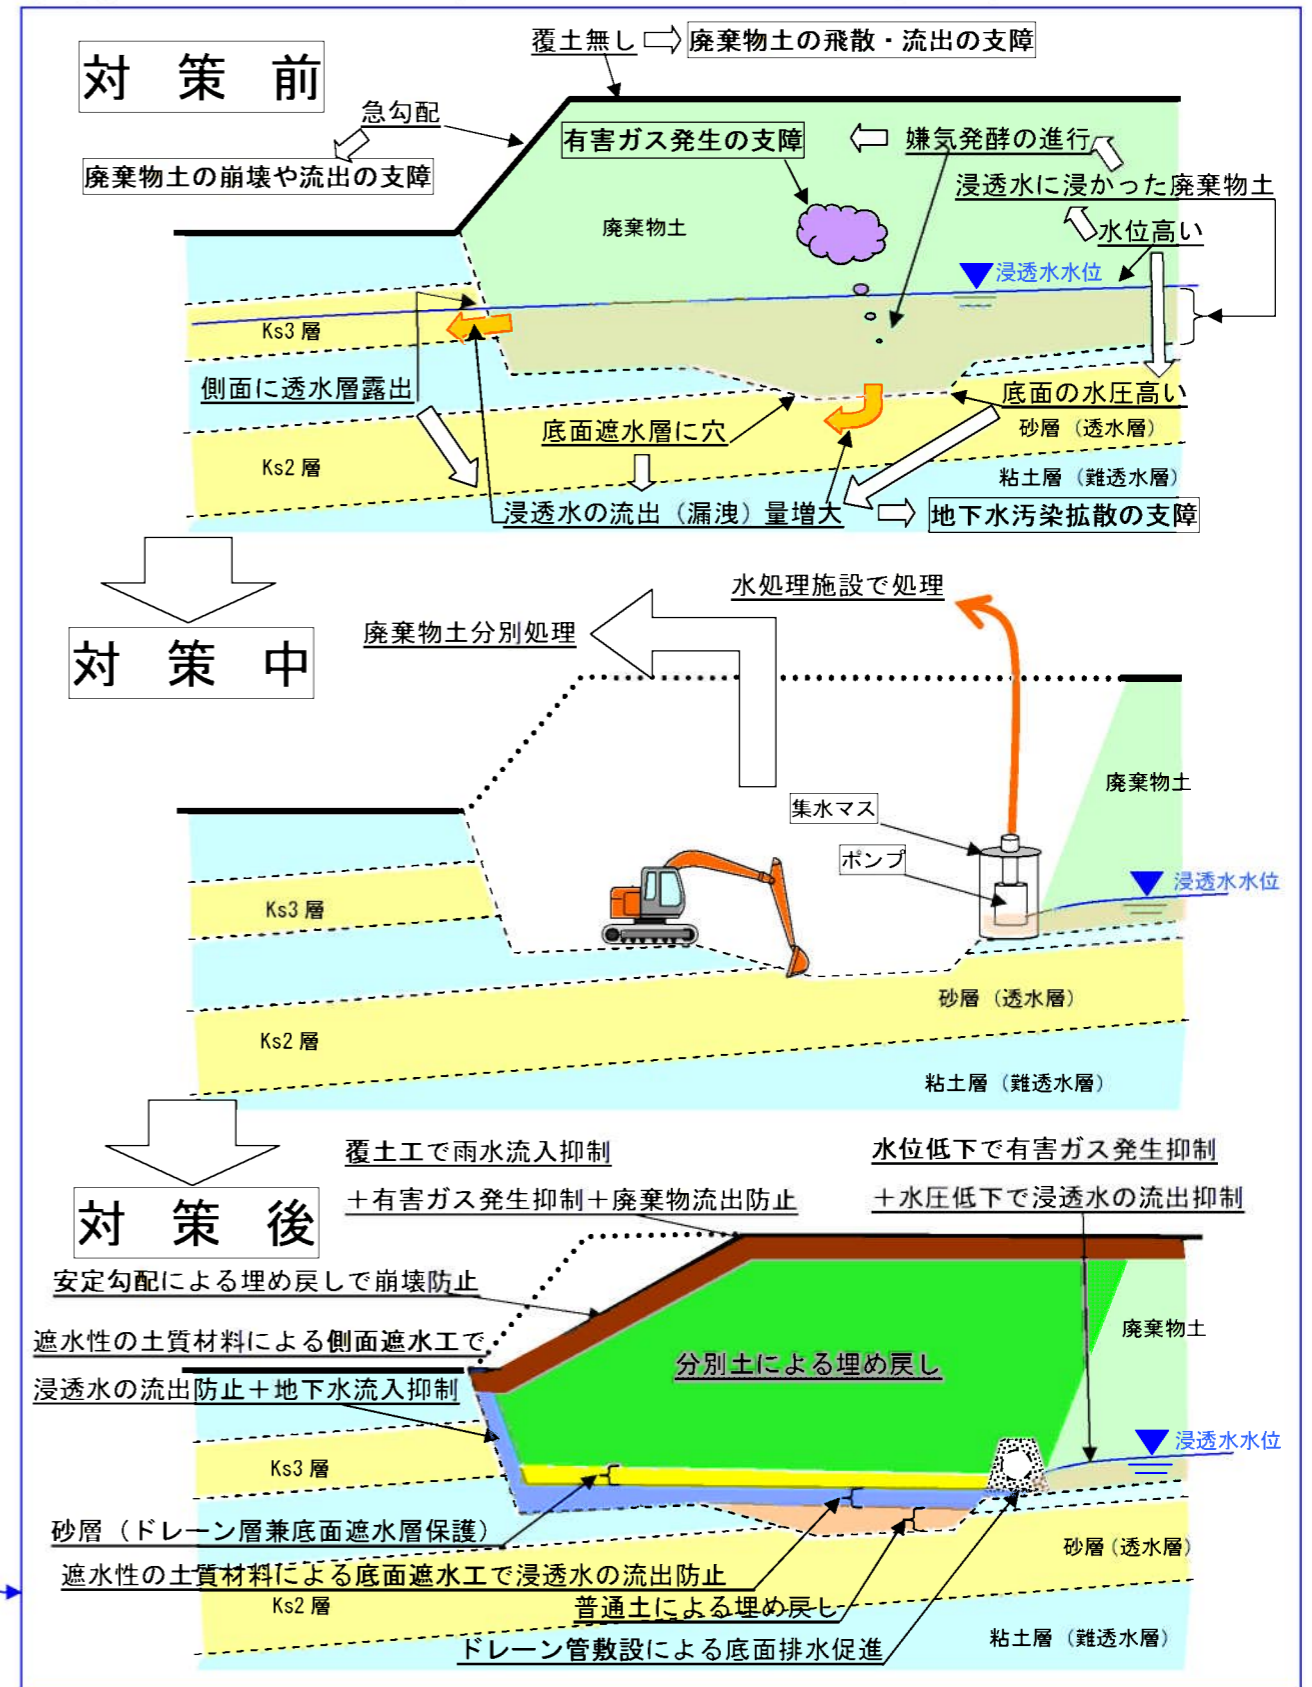 対策前
覆土無し
廃棄物土の飛散・流出の支障
急勾配
廃棄物土の崩壊や流出の支障
有害ガス発生の支障
嫌気発酵の進行
浸透水に浸かった廃棄物土
廃棄物土
水位高い
浸透水水位
Ks3 層
側面に透水層露出
底面の水圧高い
底面遮水層に穴
砂層（透水層）
Ks2 層
粘土層（難透水層）
浸透水の流出（漏洩）量増大
地下水汚染拡散の支障
対策中
水処理施設で処理
廃棄物土分別処理
廃棄物土
集水マス
ポンプ
浸透水水位
Ks3 層
砂層（透水層）
Ks2 層
粘土層（難透水層）
対策後
覆土工で雨水流入抑制
＋有害ガス発生抑制＋廃棄物流出防止
水位低下で有害ガス発生抑制
＋水圧低下で浸透水の流出抑制
安定勾配による埋め戻しで崩壊防止
遮水性の土質材料による側面遮水工で
浸透水の流出防止＋地下水流入抑制
廃棄物土
分別土による埋め戻し
浸透水水位
Ks3 層
砂層（ドレーン層兼底面遮水層保護）
砂層（透水層）
遮水性の土質材料による底面遮水工で浸透水の流出防止
Ks2 層
普通土による埋め戻し
粘土層（難透水層）
ドレーン管敷設による底面排水促進